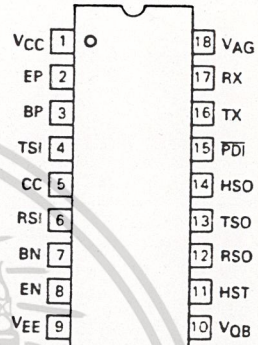 VCC 1 18 VAG
EP 2 17 RX
BP 3 16 TX
TSI 4 15 PDI
CC 5 14 HSO
RSI 6 13 TSO
BN 7 12 RSO
EN 8 11 HST
VEE 9 10 VQB